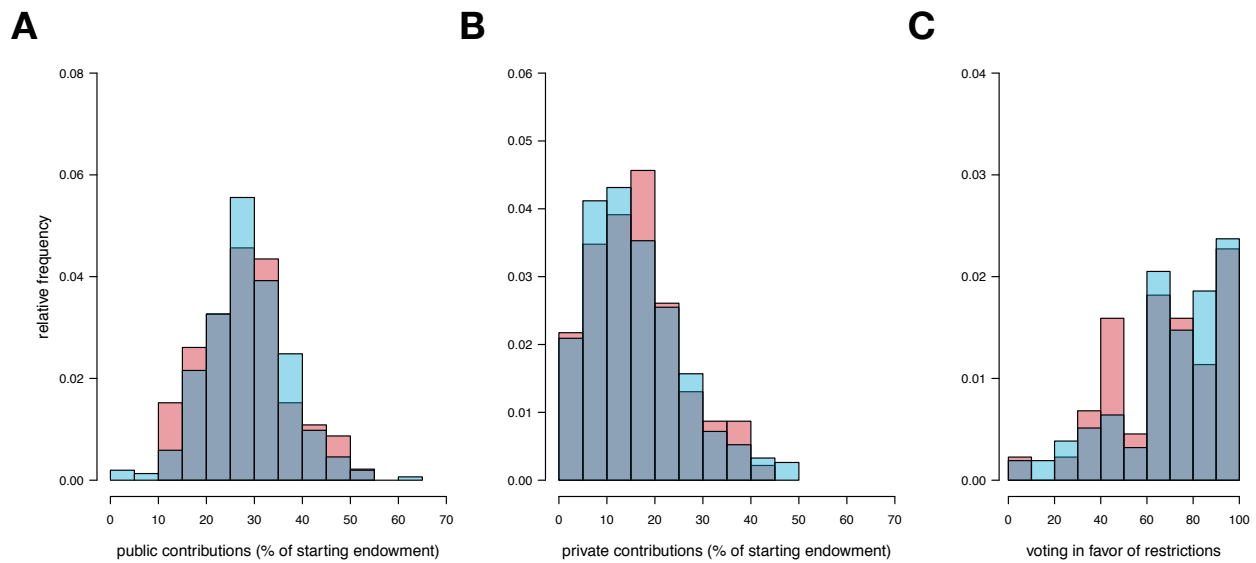 A
B
C
0.08
0.06
0.04
0.02
0.00
relative frequency
0 10 20 30 40 50 60 70
public contributions (% of starting endowment)
0.06
0.05
0.04
0.03
0.02
0.01
0.00
0 10 20 30 40 50 60 70
private contributions (% of starting endowment)
0.04
0.03
0.02
0.01
0.00
0 20 40 60 80 100
voting in favor of restrictions